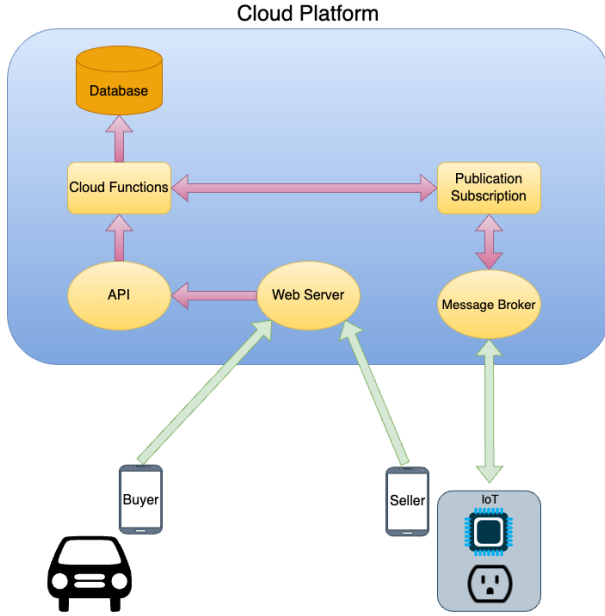 Cloud Platform
Database
Cloud Functions
Publication
Subscription
API
Web Server
Message Broker
Buyer
Seller
IoT